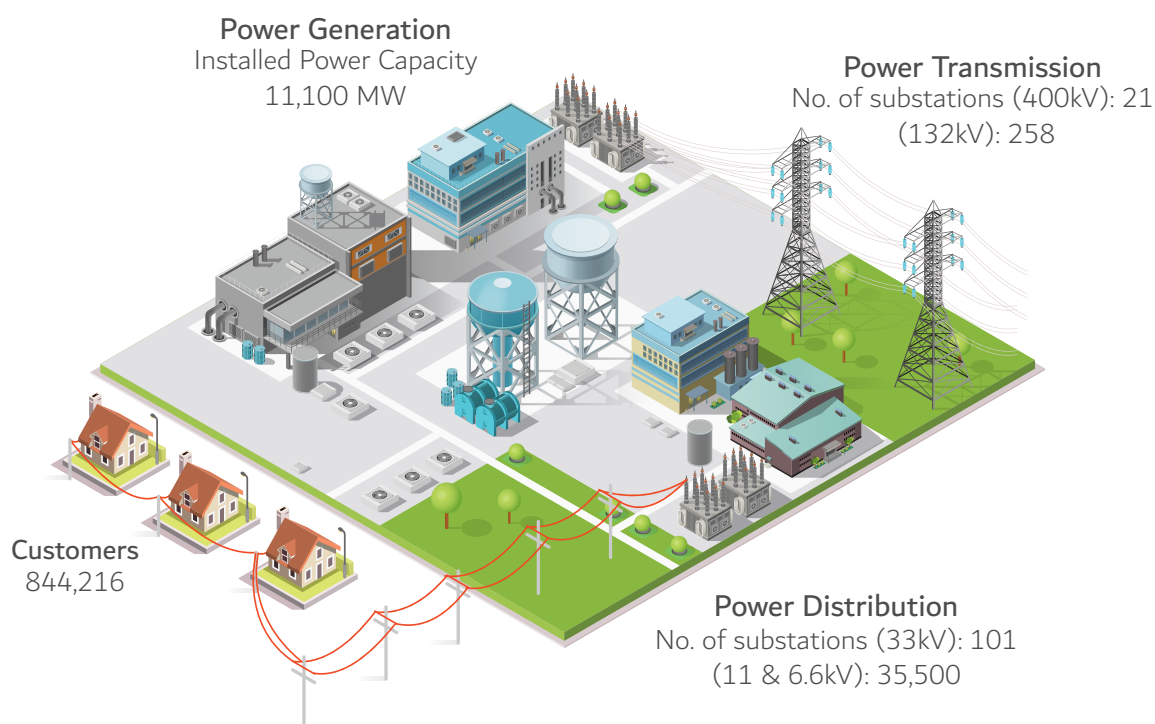 Power Generation
Installed Power Capacity
11,100 MW
Power Transmission
No. of substations (400kV): 21
(132kV): 258
Customers
844,216
Power Distribution
No. of substations (33kV): 101
(11 & 6.6kV): 35,500